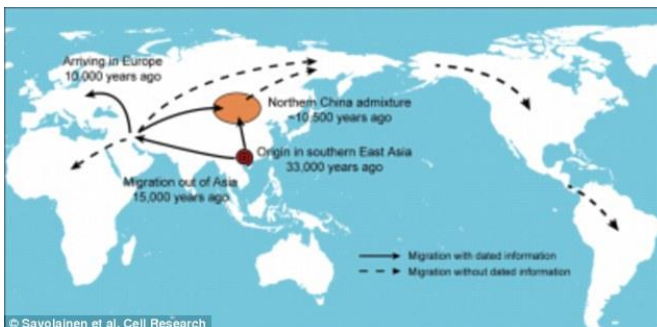 Arriving in Europe
10,000 years ago
Northern China admixture
~10,500 years ago
Origin in southern East Asia
33,000 years ago
Migration out of Asia
15,000 years ago
Migration with dated information
Migration without dated information
© Savolainen et al, Cell Research